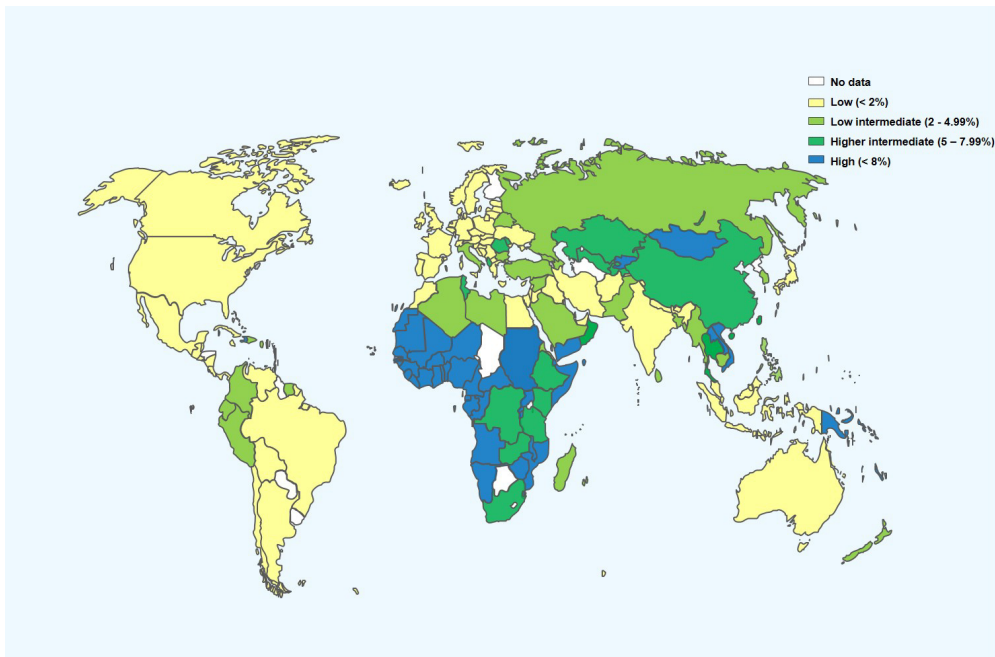 No data
Low (< 2%)
Low intermediate (2 - 4.99%)
Higher intermediate (5 – 7.99%)
High (< 8%)